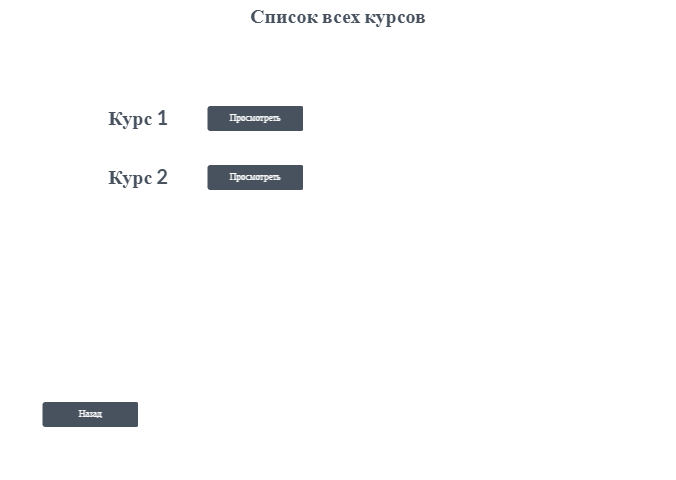 Список всех курсов
Курс 1
Просмотреть
Курс 2
Просмотреть
Назад